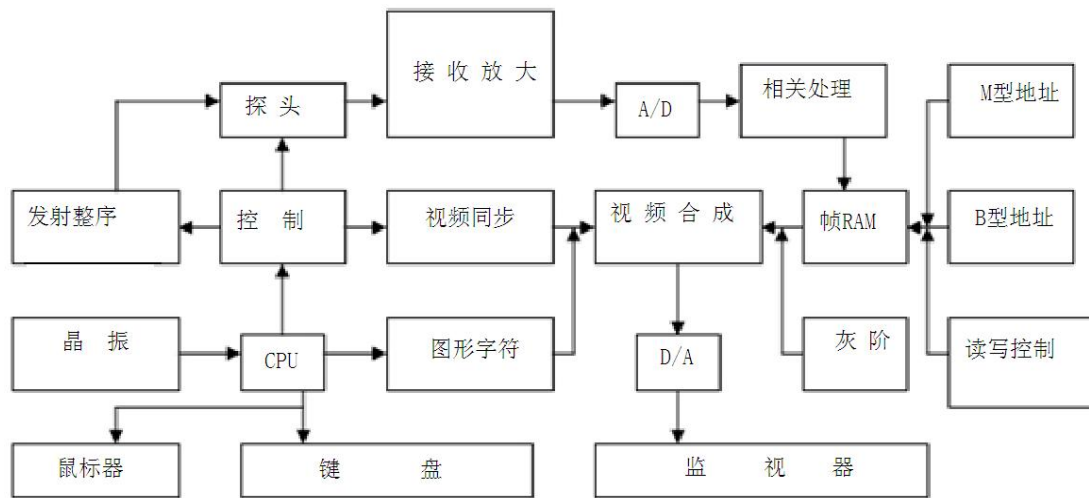 接收放大
探头
A/D
相关处理
M型地址
发射整序
控制
视频同步
视频合成
帧RAM
B型地址
晶振
CPU
图形字符
D/A
灰阶
读写控制
鼠标器
键盘
监视器